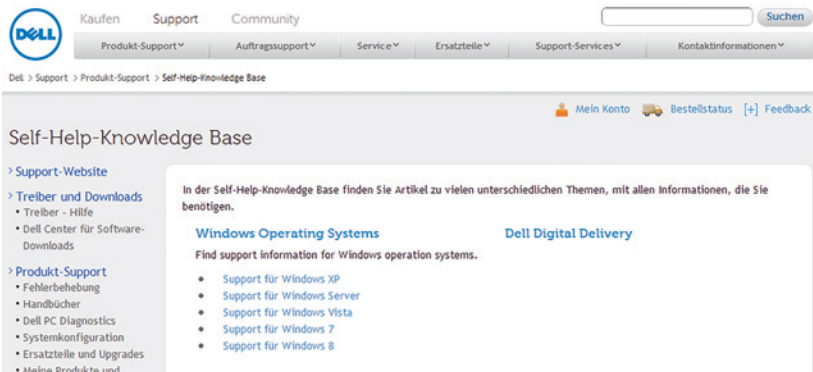 DELL
Kaufen Support Community Suchen
Produkt-Support Auftragssupport Service Ersatzteile Support-Services Kontaktinformationen
Dell > Support > Produkt-Support > Self-Help-Knowledge Base
Mein Konto Bestellstatus [+] Feedback
Self-Help-Knowledge Base
> Support-Website
> Treiber und Downloads
• Treiber - Hilfe
• Dell Center für Software-
Downloads
> Produkt-Support
• Fehlerbehebung
• Handbücher
• Dell PC Diagnostics
• Systemkonfiguration
• Ersatzteile und Upgrades
• Meine Produkte und
In der Self-Help-Knowledge Base finden Sie Artikel zu vielen unterschiedlichen Themen, mit allen Informationen, die Sie
benötigen.
Windows Operating Systems
Find support information for Windows operation systems.
• Support für Windows XP
• Support für Windows Server
• Support für Windows Vista
• Support für Windows 7
• Support für Windows 8
Dell Digital Delivery